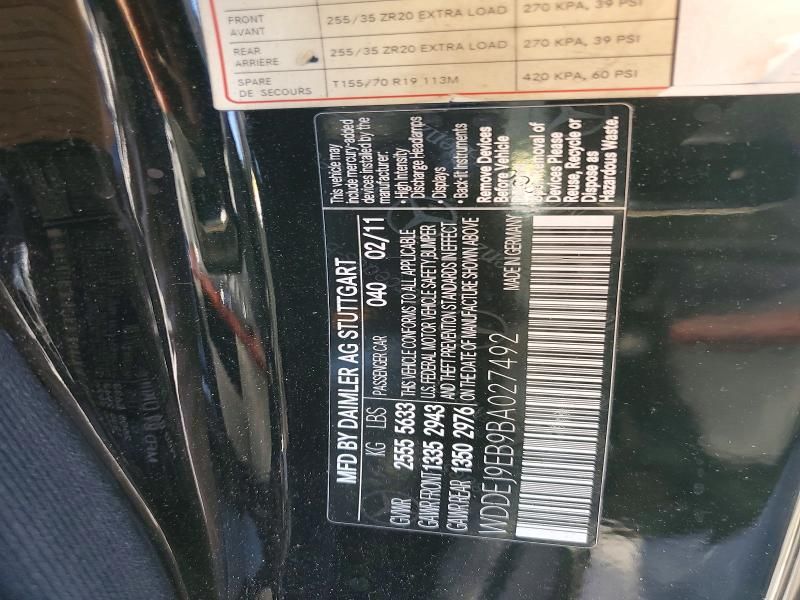 FRONT 255/35 ZR20 EXTRA LOAD 270 KPA, 39 PSI
AVANT
REAR 255/35 ZR20 EXTRA LOAD 270 KPA, 39 PSI
ARRIERE
SPARE T155/70 R19 113M 420 KPA, 60 PSI
DE SECOURS
MFD BY DAIMLER AG STUTTGART
KG LBS PASSENGER CAR 040 02/11
GVWR 2555 5633 THIS VEHICLE CONFORMS TO ALL APPLICABLE
GAWR FRONT 1335 2943 U.S. FEDERAL MOTOR VEHICLE SAFETY, BUMPER
GAWR REAR 1350 2976 AND THEFT PREVENTION STANDARDS IN EFFECT
ON THE DATE OF MANUFACTURE SHOWN ABOVE
MADE IN GERMANY
WDDEJ9EB9BA027492
This vehicle may
include mercury-added
devices installed by the
manufacturer:
• High Intensity
Discharge Headlamps
• Displays
• Back-lit Instruments
Remove Devices
Before Vehicle
Removal of
Devices Please
Reuse, Recycle or
Dispose as
Hazardous Waste.